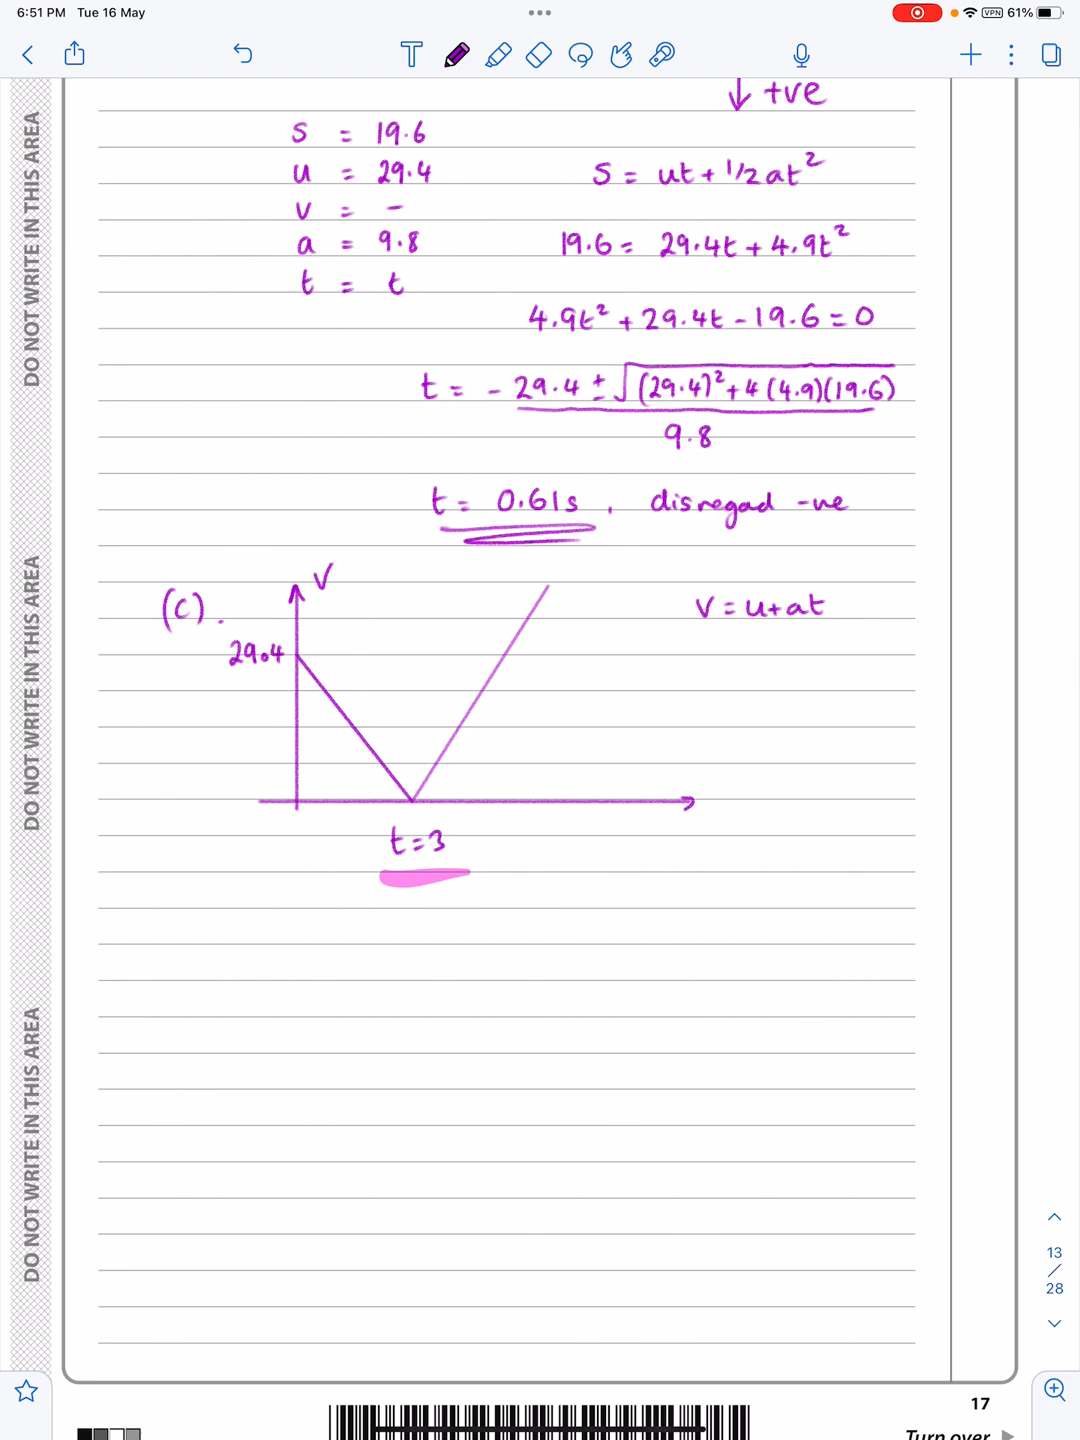 6:51 PM Tue 16 May
VPN 61%
↓ +ve
S = 19.6
u = 29.4
S = ut + 1/2 at²
v = -
a = 9.8
19.6 = 29.4t + 4.9t²
t = t
4.9t² + 29.4t - 19.6 = 0
t = - 29.4 ± √(29.4)² + 4(4.9)(19.6)
9.8
t = 0.61s . disregad -ve
(C).
V
V = u + at
29.4
t = 3
DO NOT WRITE IN THIS AREA
DO NOT WRITE IN THIS AREA
DO NOT WRITE IN THIS AREA
13
/
28
17
Turn over